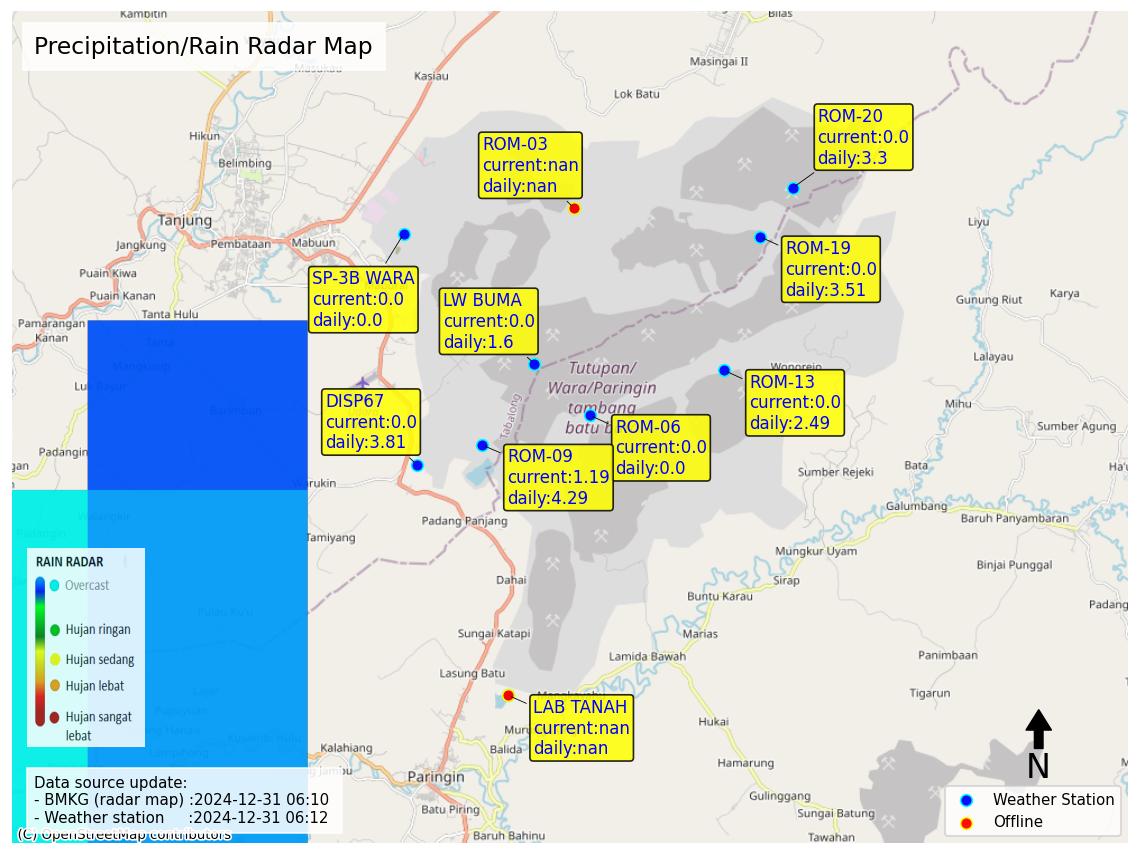 Precipitation/Rain Radar Map
Kambitin
Bilas
Masukau
Kasiau
Masingai II
Lok Batu
Hikun
Belimbing
ROM-03
current:nan
daily:nan
ROM-20
current:0.0
daily:3.3
Tanjung
Jangkung
Pembataan
Mabuun
Liyu
Puain Kiwa
Puain Kanan
SP-3B WARA
current:0.0
daily:0.0
ROM-19
current:0.0
daily:3.51
LW BUMA
current:0.0
daily:1.6
Gunung Riut
Karya
Tanta Hulu
Pamarangan
Kanan
Tanta
Mangkusip
Lalayau
Tutupan/
Wara/Paringin
tambang
batu b
Wonorejo
ROM-13
current:0.0
daily:2.49
Mihu
Barimbun
DISP67
current:0.0
daily:3.81
Tabalong
ROM-06
current:0.0
daily:0.0
Sumber Agung
ROM-09
current:1.19
daily:4.29
Padangin
Bata
Sumber Rejeki
Warukin
Galumbang
Baruh Panyambaran
Padang Panjang
Tamiyang
Mungkur Uyam
Binjai Punggal
Dahai
Sirap
Buntu Karau
Padang
Sungai Katapi
Marias
Lamida Bawah
Panimbaan
Lasung Batu
Tigarun
RAIN RADAR
Overcast
Hujan ringan
Hujan sedang
Hujan lebat
Hujan sangat
lebat
LAB TANAH
current:nan
daily:nan
Hukai
Balida
Kalahiang
Hamarung
Paringin
Gulinggang
Batu Piring
Sungai Batung
Baruh Bahinu
Tawahan
N
Data source update:
- BMKG (radar map) :2024-12-31 06:10
- Weather station :2024-12-31 06:12
(C) OpenStreetMap contributors
Weather Station
Offline